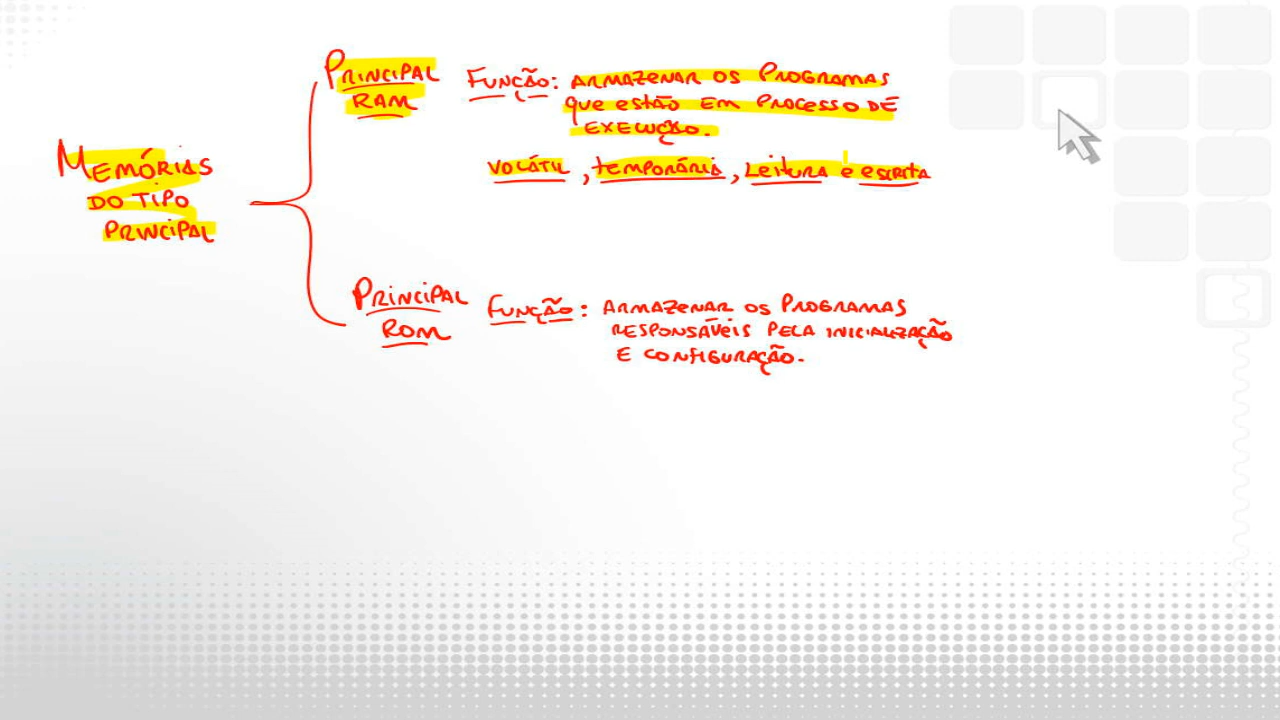 MEMÓRIAS
DO TIPO
PRINCIPAL
PRINCIPAL
RAM
FUNÇÃO: ARMAZENAR OS PROGRAMAS
QUE ESTÃO EM PROCESSO DE
EXECUÇÃO.
VOLÁTIL, TEMPORÁRIA, LEITURA E ESCRITA
PRINCIPAL
ROM
FUNÇÃO: ARMAZENAR OS PROGRAMAS
RESPONSÁVEIS PELA INICIALIZAÇÃO
E CONFIGURAÇÃO.